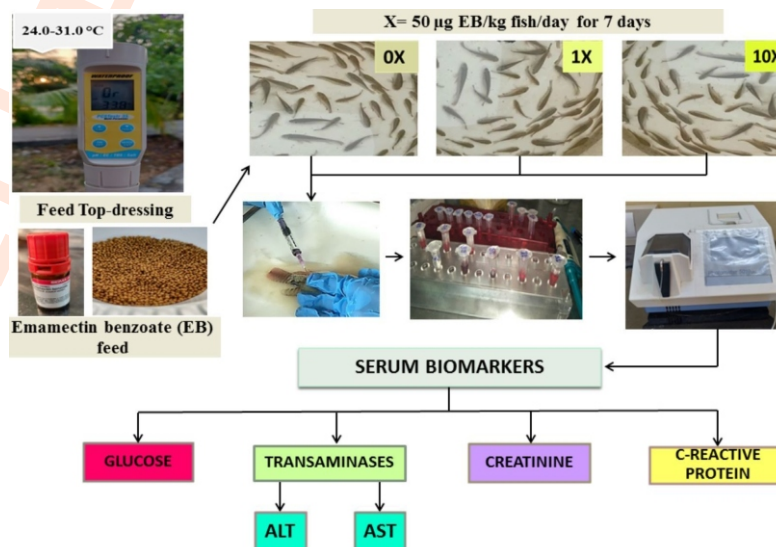 X= 50 µg EB/kg fish/day for 7 days
24.0-31.0 °C
WATERPROOF
0X
1X
10X
Feed Top-dressing
Emamectin benzoate (EB)
feed
SERUM BIOMARKERS
GLUCOSE
TRANSAMINASES
CREATININE
C-REACTIVE
PROTEIN
ALT
AST